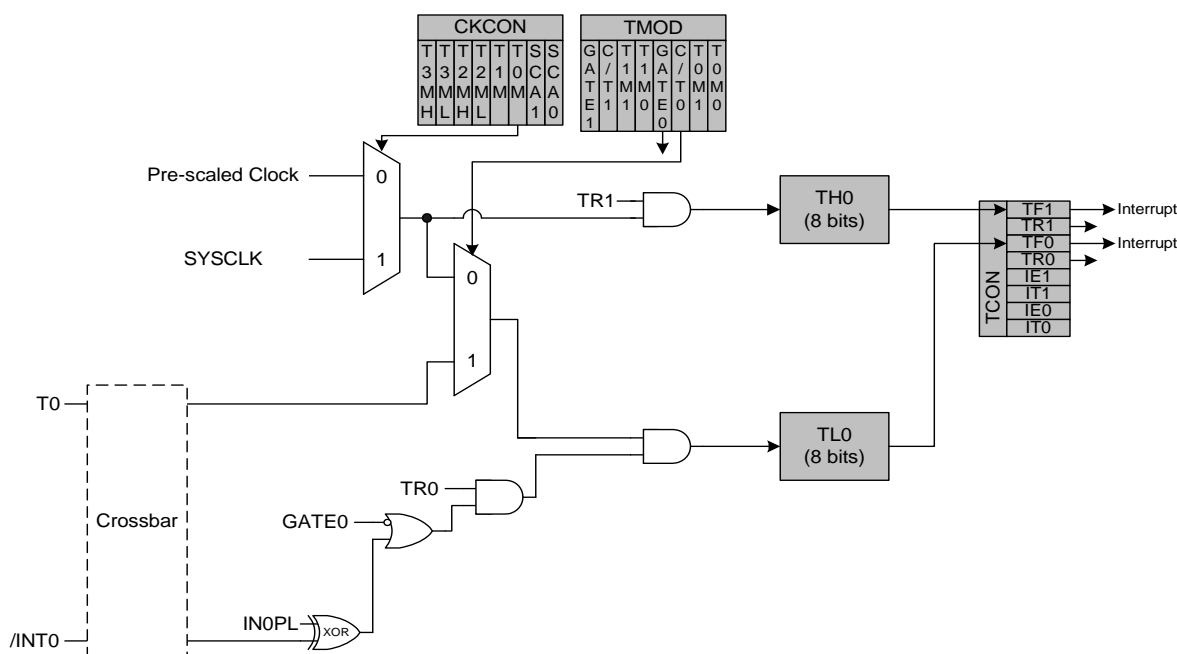 CKCON
T3MH T3ML T2MH T2ML T1M T0M SCA1 SCA0
TMOD
GATE1 C/T1 T1M1 T1M0 GATE0 C/T0 T0M1 T0M0
Pre-scaled Clock
0
SYSCLK
1
TR1
TH0
(8 bits)
TCON
TF1
TR1
TF0
TR0
IE1
IT1
IE0
IT0
Interrupt
Interrupt
0
1
T0
Crossbar
/INT0
TR0
GATE0
IN0PL
XOR
TL0
(8 bits)